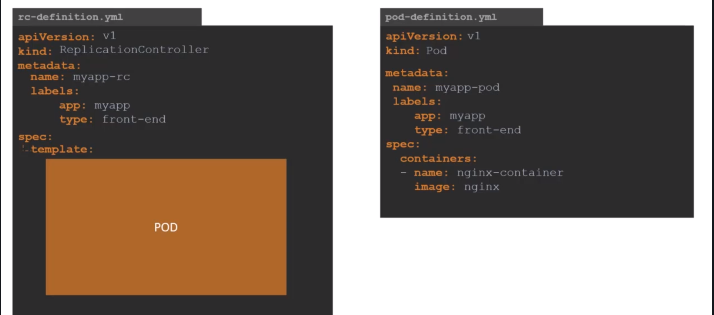 rc-definition.yml
apiVersion: v1
kind: ReplicationController
metadata:
name: myapp-rc
labels:
app: myapp
type: front-end
spec:
template:
POD
pod-definition.yml
apiVersion: v1
kind: Pod
metadata:
name: myapp-pod
labels:
app: myapp
type: front-end
spec:
containers:
- name: nginx-container
image: nginx